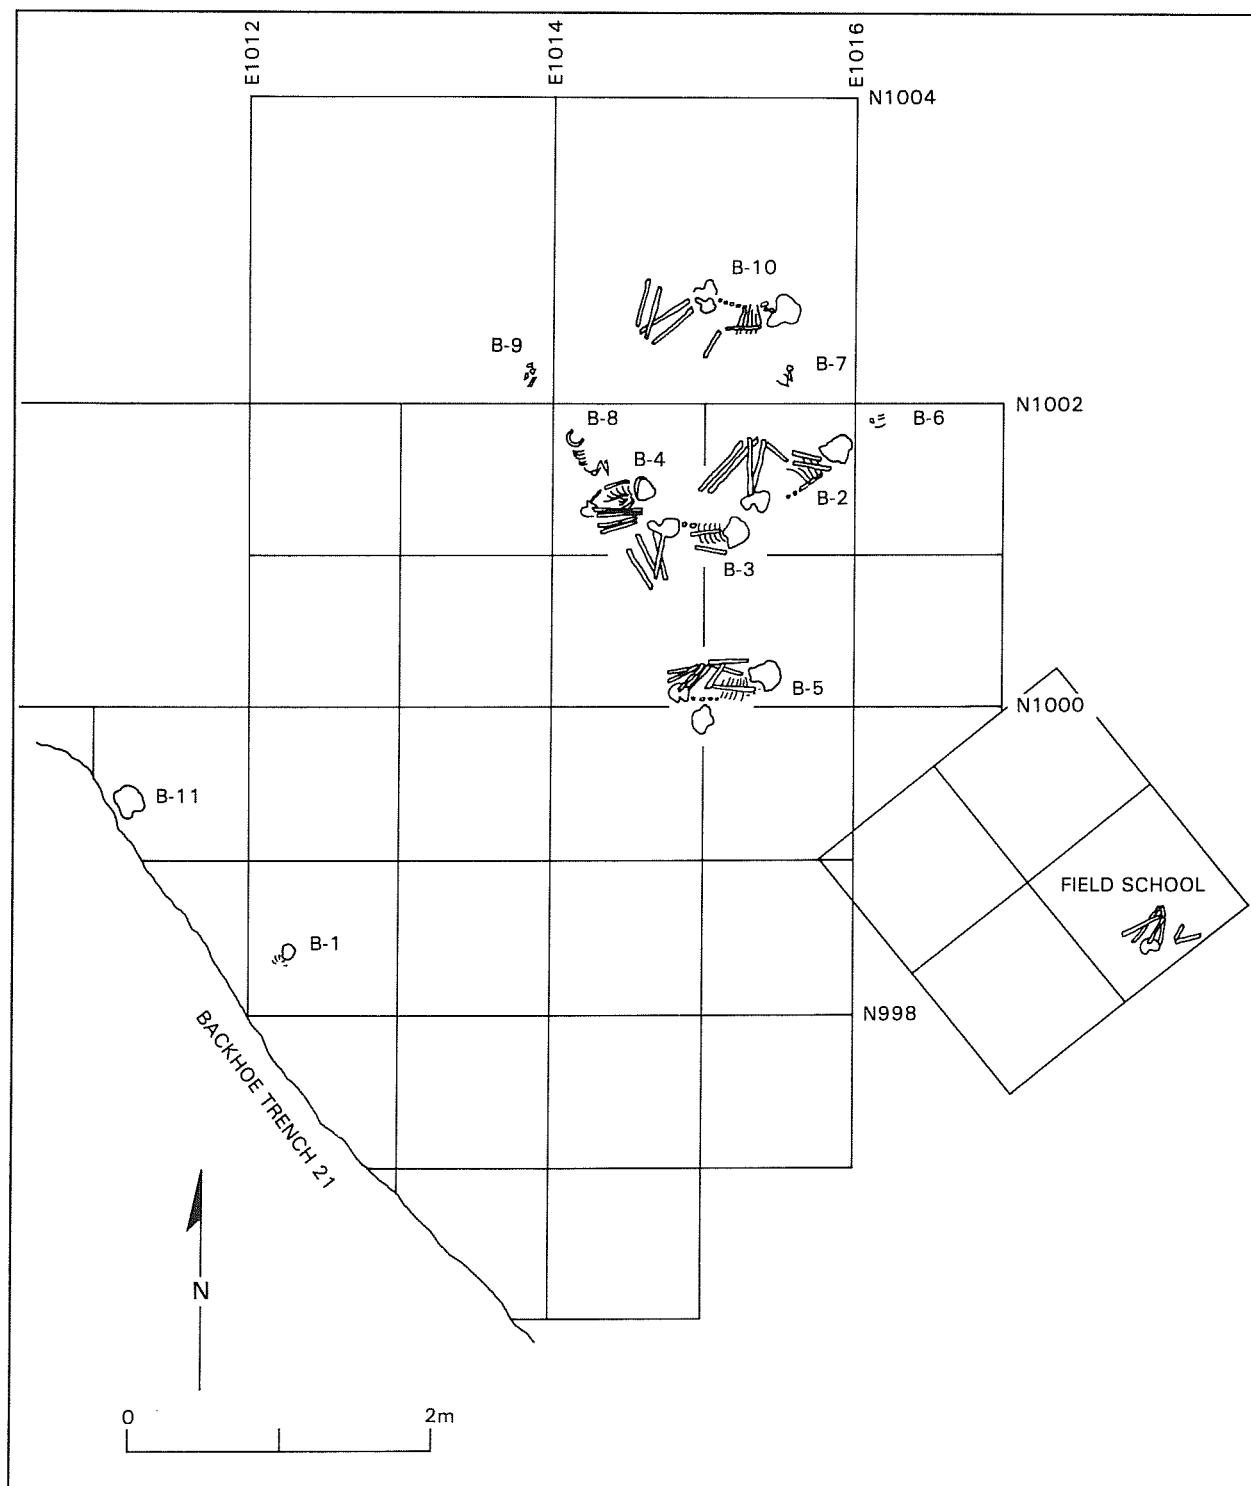 E1012
E1014
E1016
N1004
B-10
B-9
B-7
N1002
B-8
B-6
B-4
B-2
B-3
B-5
N1000
B-11
FIELD SCHOOL
B-1
N998
BACKHOE TRENCH 21
N
0 2m